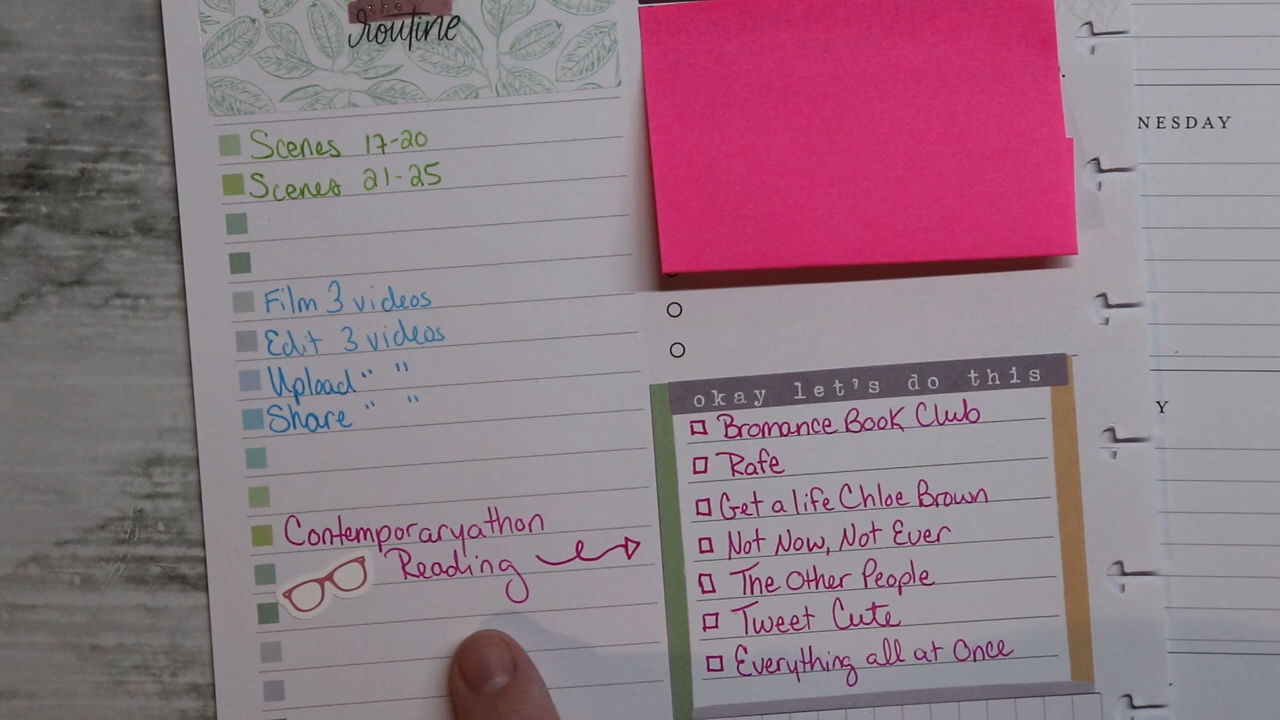 the
routine
Scenes 17-20
Scenes 21-25
Film 3 videos
Edit 3 videos
Upload " "
Share " "
Contemporaryathon
Reading
okay let's do this
Bromance Book Club
Rafe
Get a life Chloe Brown
Not Now, Not Ever
The Other People
Tweet Cute
Everything all at Once
NESDAY
Y